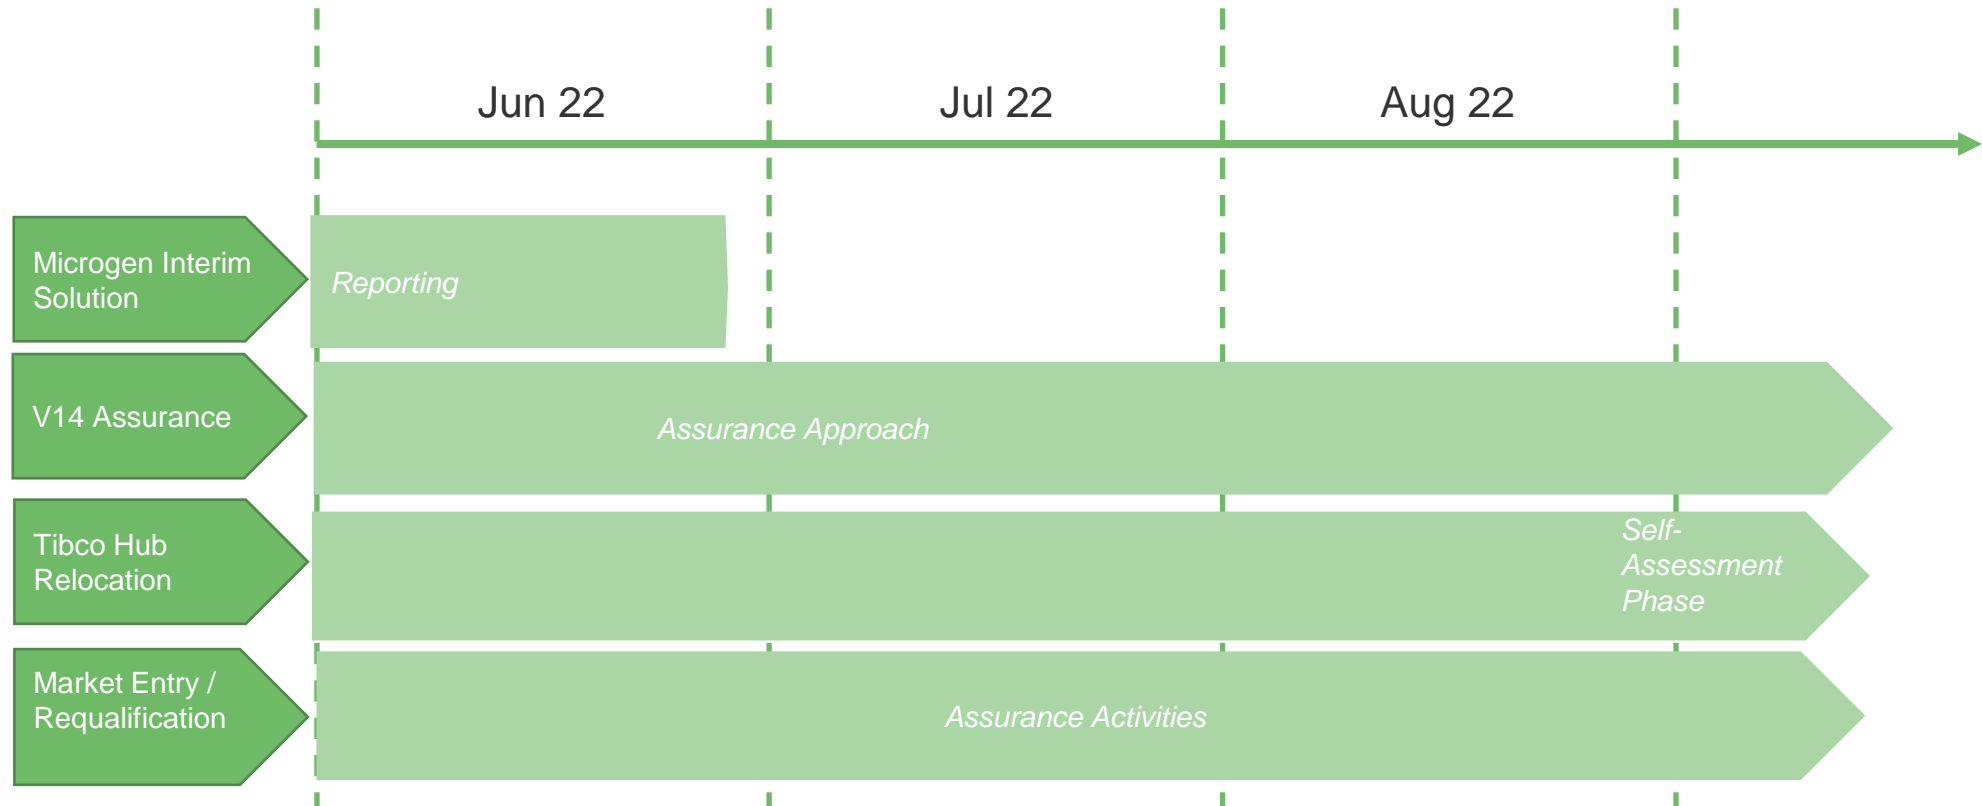 Jun 22
Jul 22
Aug 22
Microgen Interim
Solution
Reporting
V14 Assurance
Assurance Approach
Tibco Hub
Relocation
Self-
Assessment
Phase
Market Entry /
Requalification
Assurance Activities